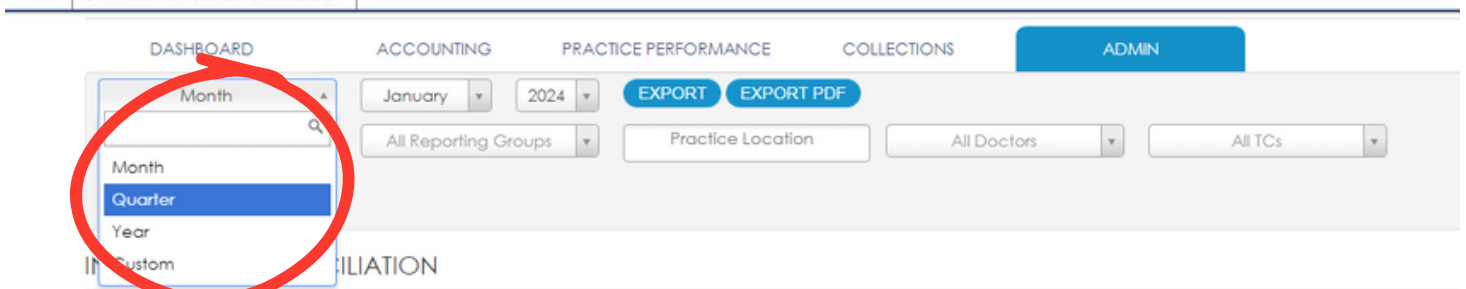 DASHBOARD ACCOUNTING PRACTICE PERFORMANCE COLLECTIONS ADMIN
Month January 2024 EXPORT EXPORT PDF
All Reporting Groups Practice Location All Doctors All TCs
Month
Quarter
Year
Custom